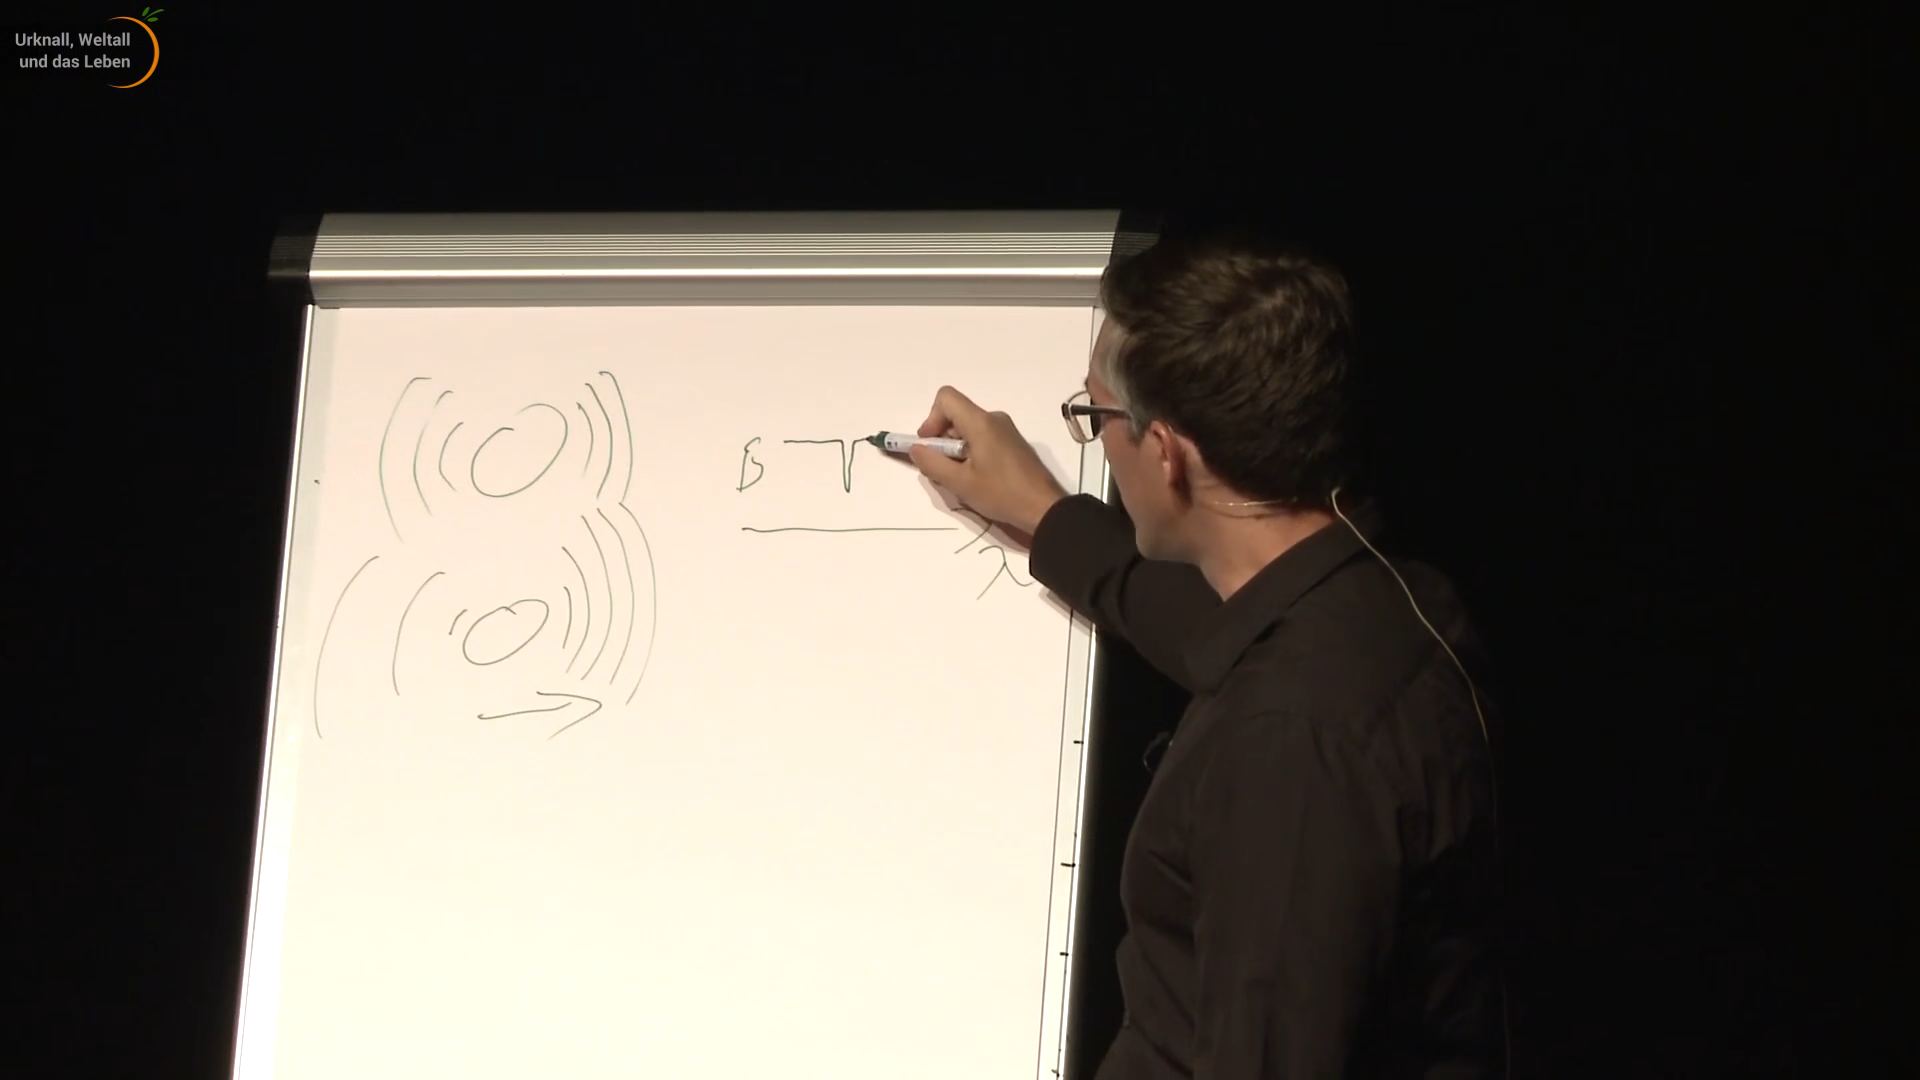 Urknall, Weltall
und das Leben
B
λ